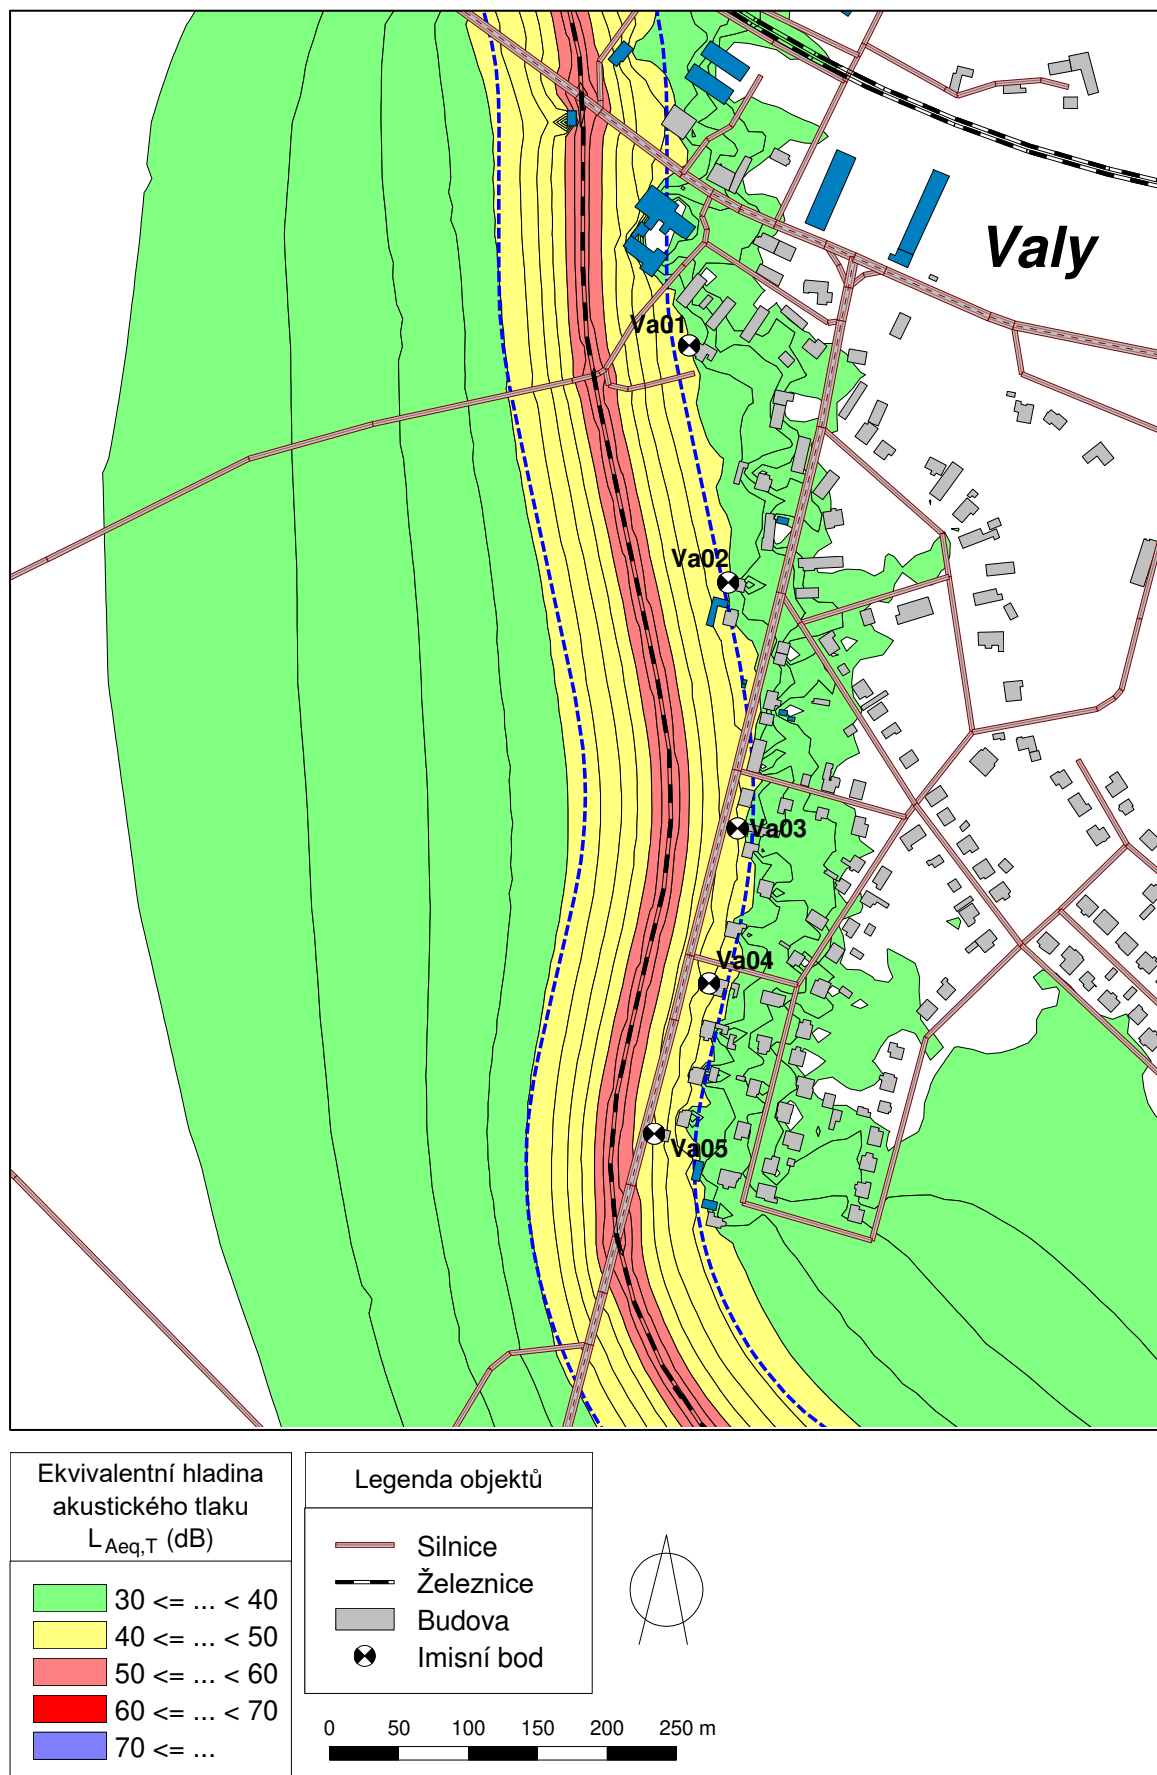 Valy
Va01
Va02
Va03
Va04
Va05
Ekvivalentní hladina
akustického tlaku
L Aeq,T (dB)
30 <= ... < 40
40 <= ... < 50
50 <= ... < 60
60 <= ... < 70
70 <= ...
Legenda objektů
Silnice
Železnice
Budova
Imisní bod
0 50 100 150 200 250 m